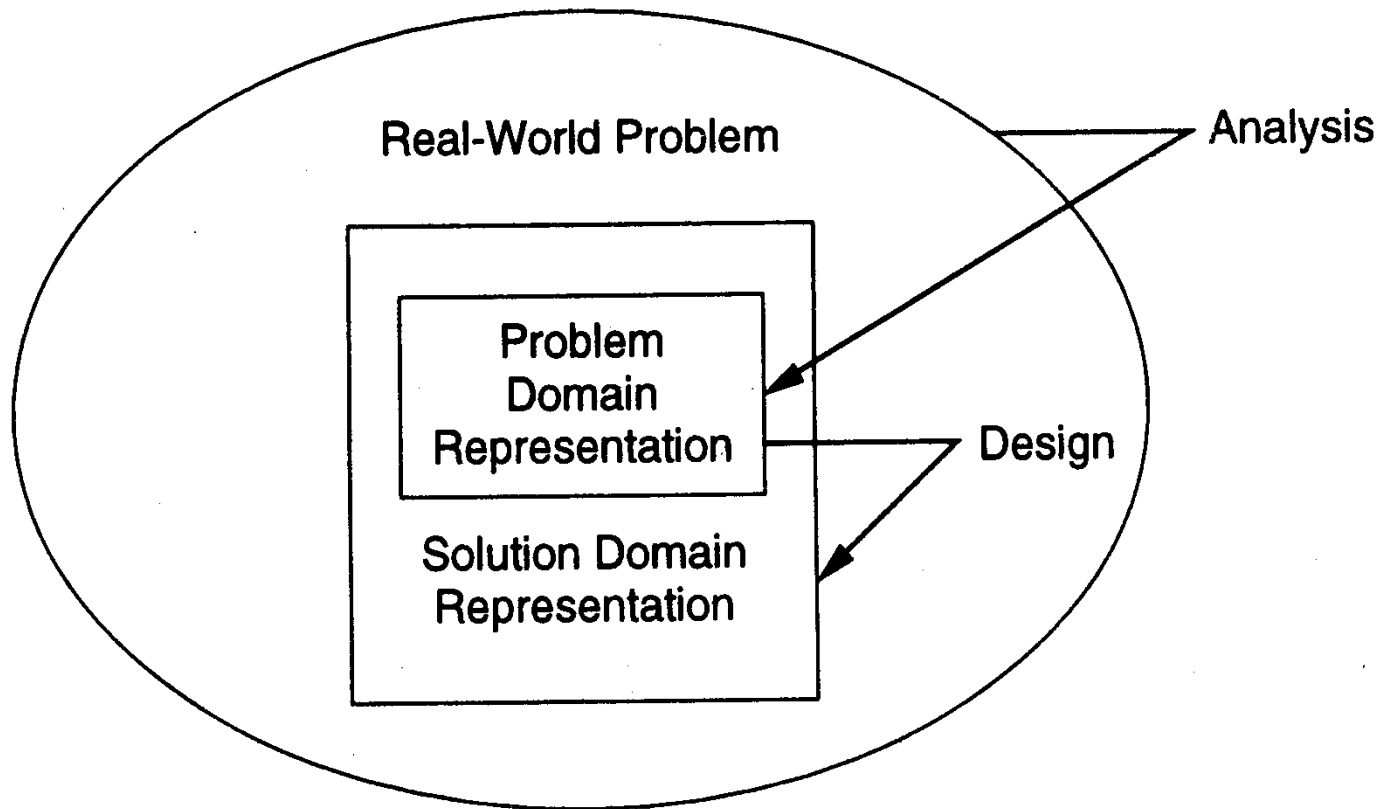 Real-World Problem
Analysis
Problem
Domain
Representation
Design
Solution Domain
Representation